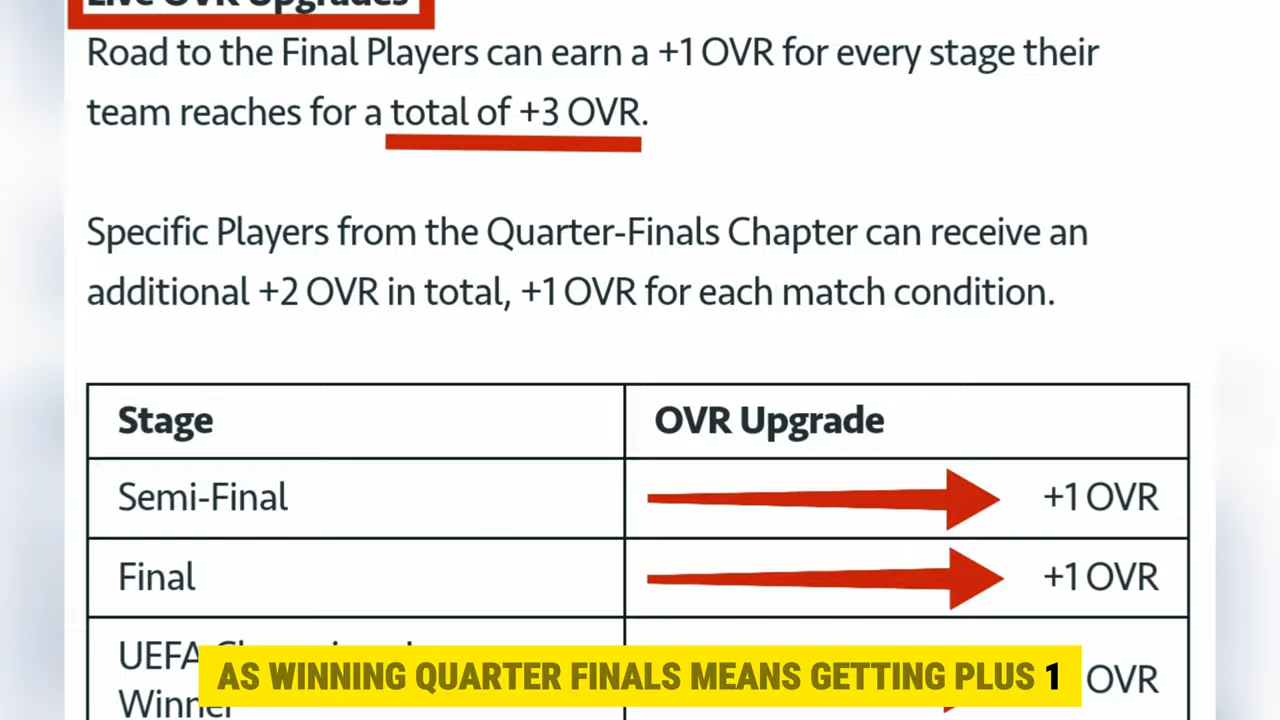 Live OVR Upgrades
Road to the Final Players can earn a +1 OVR for every stage their
team reaches for a total of +3 OVR.
Specific Players from the Quarter-Finals Chapter can receive an
additional +2 OVR in total, +1 OVR for each match condition.
Stage OVR Upgrade
Semi-Final +1 OVR
Final +1 OVR
UEFA
Winner OVR
AS WINNING QUARTER FINALS MEANS GETTING PLUS 1